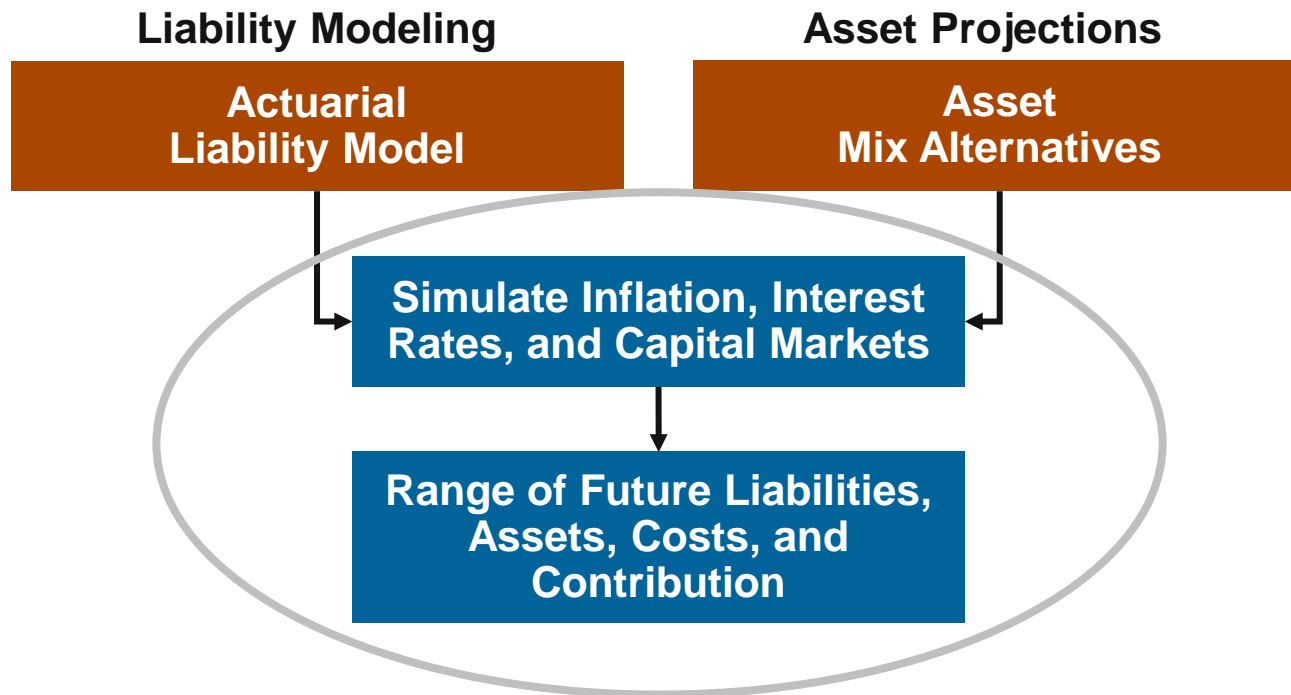 Liability Modeling
Asset Projections
Actuarial
Liability Model
Asset
Mix Alternatives
Simulate Inflation, Interest
Rates, and Capital Markets
Range of Future Liabilities,
Assets, Costs, and
Contribution